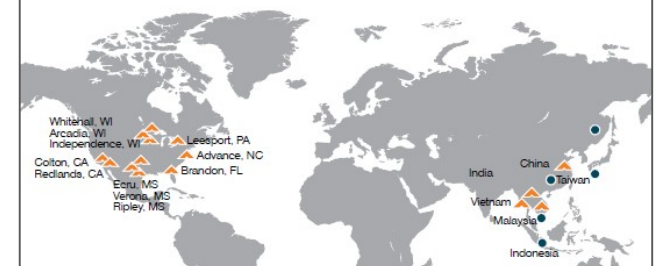 Whitehall, WI
Arcadia, WI
Independence, WI
Leesport, PA
Advance, NC
Colton, CA
Redlands, CA
Brandon, FL
Ecru, MS
Verona, MS
Ripley, MS
China
India
Taiwan
Vietnam
Malaysia
Indonesia